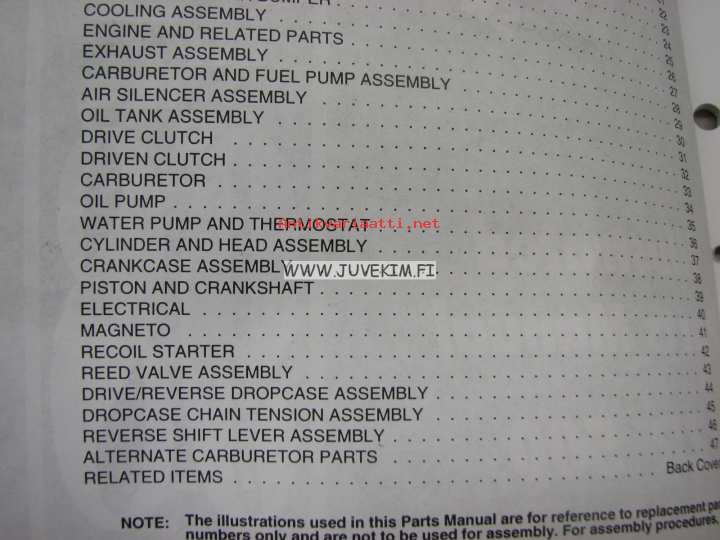 BUMPER . . . 25
COOLING ASSEMBLY . . . 26
ENGINE AND RELATED PARTS . . . 27
EXHAUST ASSEMBLY . . . 28
CARBURETOR AND FUEL PUMP ASSEMBLY . . . 29
AIR SILENCER ASSEMBLY . . . 30
OIL TANK ASSEMBLY . . . 31
DRIVE CLUTCH . . . 32
DRIVEN CLUTCH . . . 33
CARBURETOR . . . 34
OIL PUMP . . . 35
WATER PUMP AND THERMOSTAT . . . 36
antikvariaatti.net
CYLINDER AND HEAD ASSEMBLY . . . 37
CRANKCASE ASSEMBLY . . . 38
WWW.JUVEKIM.FI
PISTON AND CRANKSHAFT . . . 39
ELECTRICAL . . . 40
MAGNETO . . . 41
RECOIL STARTER . . . 42
REED VALVE ASSEMBLY . . . 43
DRIVE/REVERSE DROPCASE ASSEMBLY . . . 44
DROPCASE CHAIN TENSION ASSEMBLY . . . 45
REVERSE SHIFT LEVER ASSEMBLY . . . 46
ALTERNATE CARBURETOR PARTS . . . 47
RELATED ITEMS . . . Back Cover
NOTE: The illustrations used in this Parts Manual are for reference to replacement
numbers only and are not to be used for assembly. For assembly procedures,